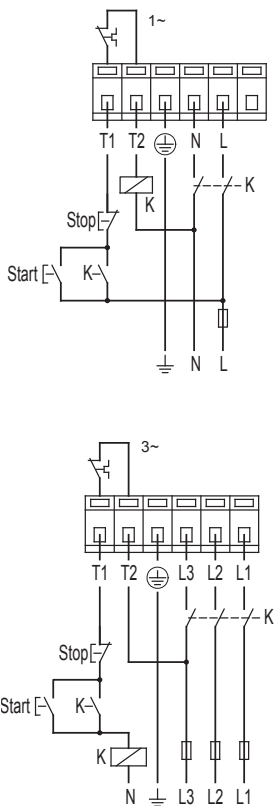 1~
T1 T2 N L
K
K
Stop
Start K
N L
3~
T1 T2 L3 L2 L1
K
Stop
Start K
K
N L3 L2 L1